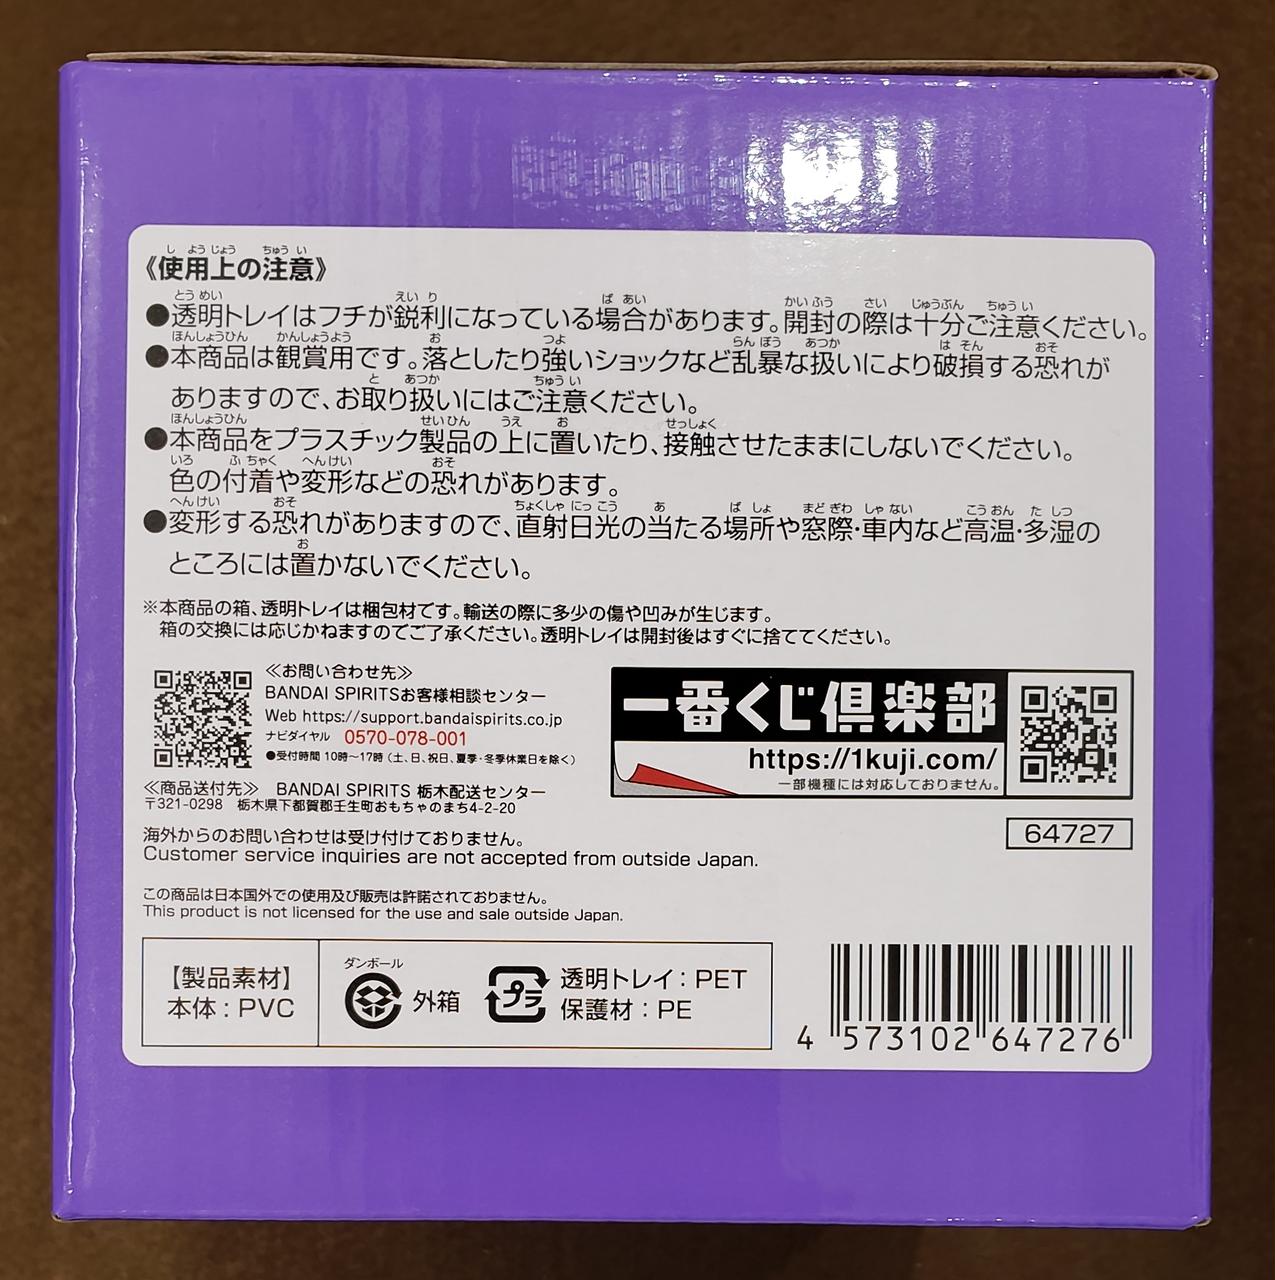 《使用上の注意》
●透明トレイはフチが鋭利になっている場合があります。開封の際は十分ご注意ください。
●本商品は観賞用です。落としたり強いショックなど乱暴な扱いにより破損する恐れが
ありますので、お取り扱いにはご注意ください。
●本商品をプラスチック製品の上に置いたり、接触させたままにしないでください。
色の付着や変形などの恐れがあります。
●変形する恐れがありますので、直射日光の当たる場所や窓際・車内など高温・多湿の
ところには置かないでください。
※本商品の箱、透明トレイは梱包材です。輸送の際に多少の傷や凹みが生じます。
箱の交換には応じかねますのでご了承ください。透明トレイは開封後はすぐに捨ててください。
≪お問い合わせ先≫
BANDAI SPIRITSお客様相談センター
Web https://support.bandaispirits.co.jp
ナビダイヤル 0570-078-001
●受付時間 10時～17時（土、日、祝日、夏季・冬季休業日を除く）
≪商品送付先≫ BANDAI SPIRITS 栃木配送センター
〒321-0298 栃木県下都賀郡壬生町おもちゃのまち4-2-20
一番くじ倶楽部
https://1kuji.com/
一部機種には対応しておりません。
64727
海外からのお問い合わせは受け付けておりません。
Customer service inquiries are not accepted from outside Japan.
この商品は日本国外での使用及び販売は許諾されておりません。
This product is not licensed for the use and sale outside Japan.
【製品素材】
本体：PVC
ダンボール
外箱
プラ
透明トレイ：PET
保護材：PE
4 573102 647276